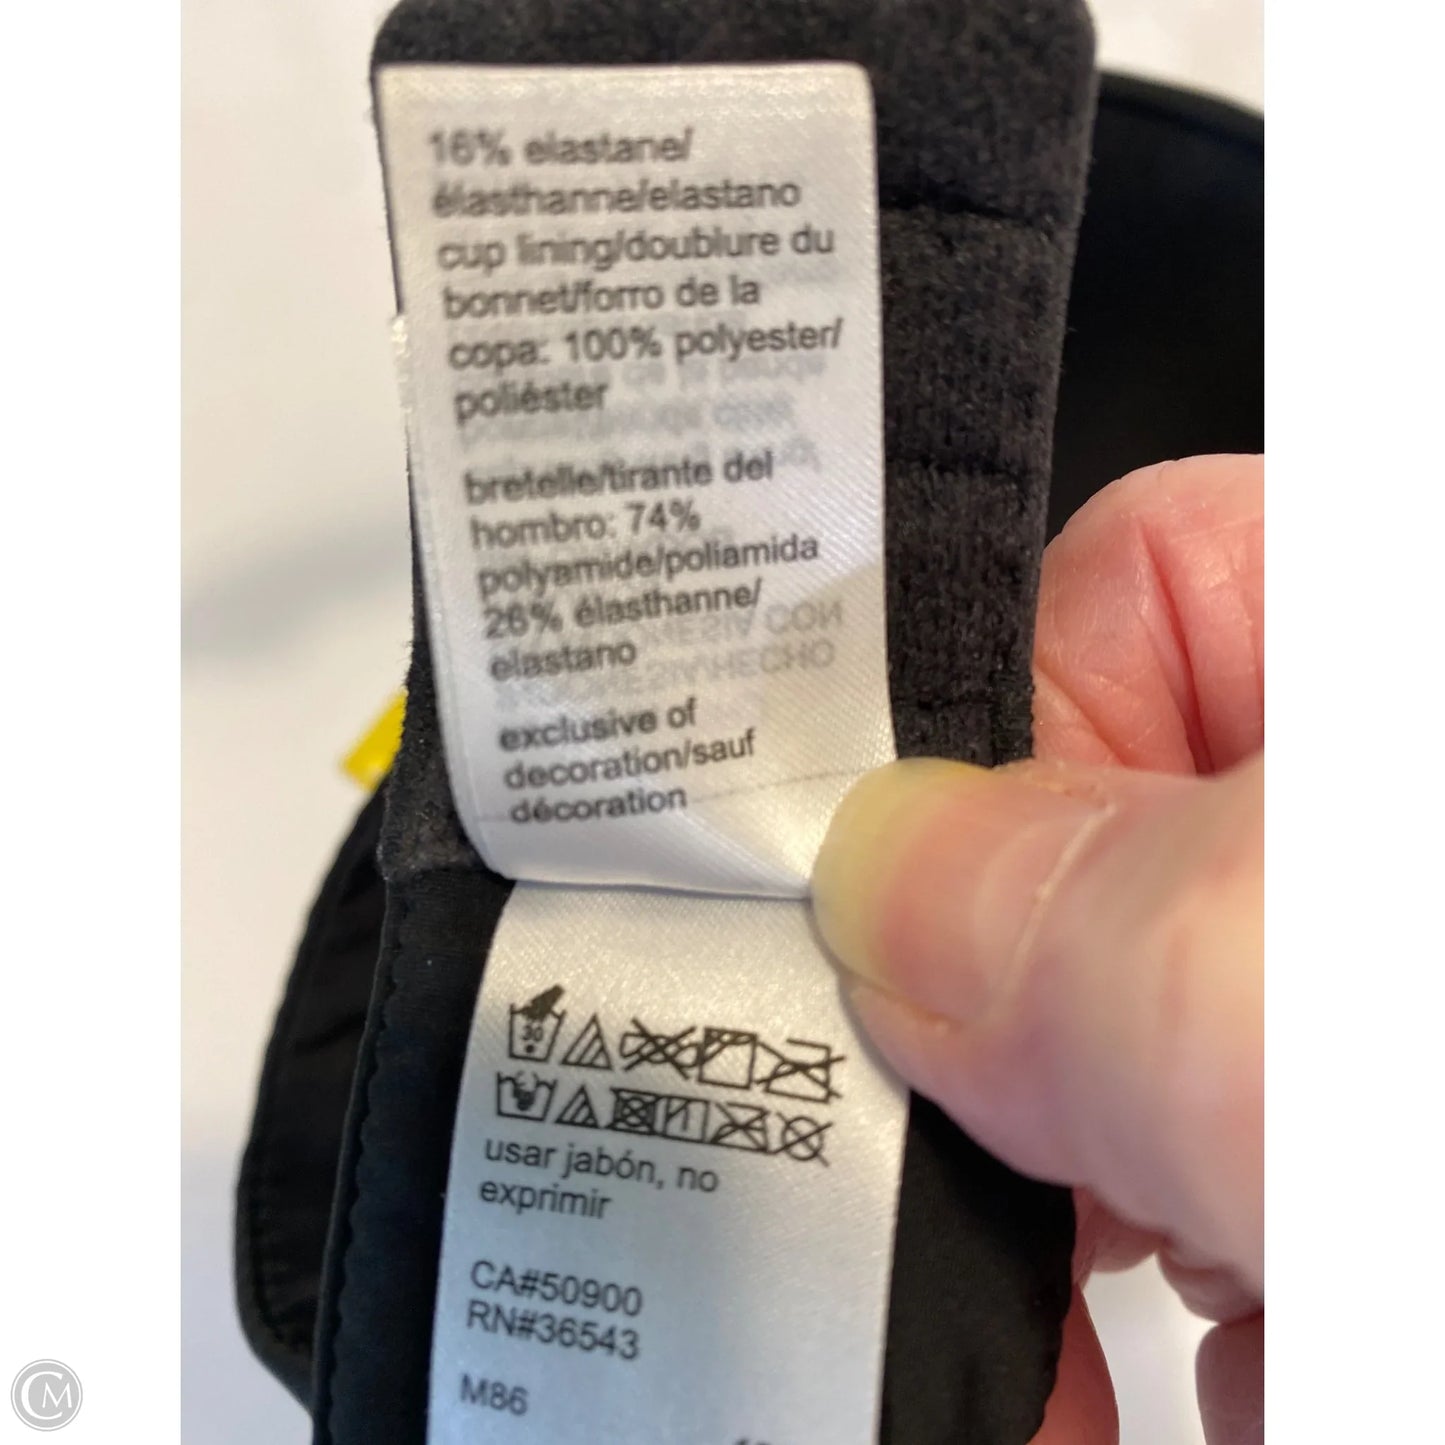 16% elastane/
élasthanne/elastano
cup lining/doublure du
bonnet/forro de la
copa: 100% polyester/
poliéster
bretelle/tirante del
hombro: 74%
polyamide/poliamida
26% élasthanne/
elastano
exclusive of
decoration/sauf
décoration
30
usar jabón, no
exprimir
CA#50900
RN#36543
M86
CM